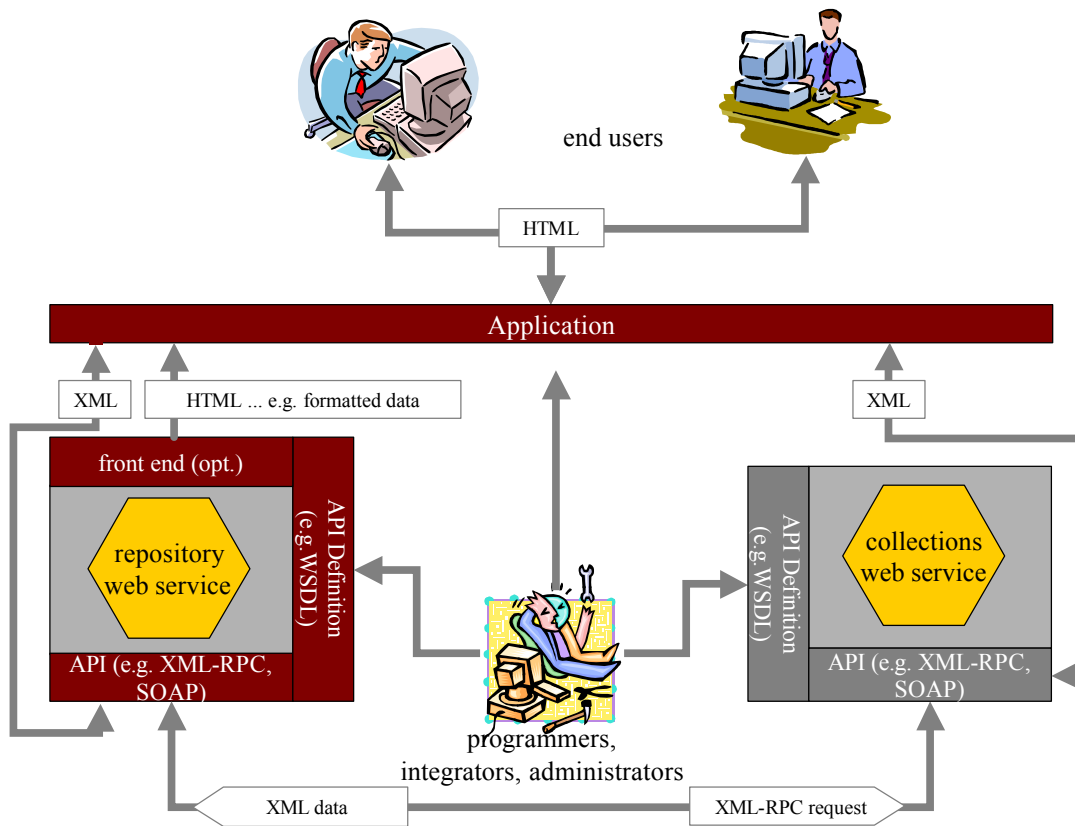 end users
HTML
Application
XML
HTML ... e.g. formatted data
XML
front end (opt.)
API Definition
(e.g.WSDL)
repository
web service
API (e.g. XML-RPC,
SOAP)
API Definition
(e.g.WSDL)
collections
web service
API (e.g. XML-RPC,
SOAP)
programmers,
integrators, administrators
XML data
XML-RPC request